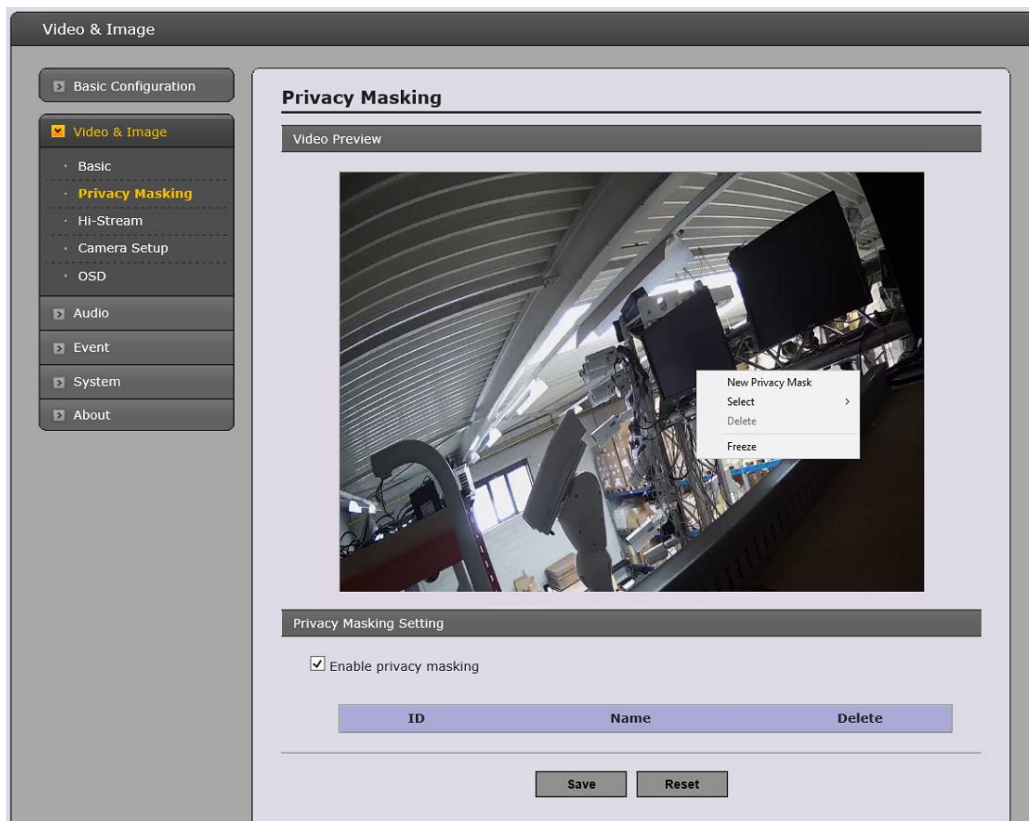 Video & Image
Basic Configuration
Video & Image
Basic
Privacy Masking
Hi-Stream
Camera Setup
OSD
Audio
Event
System
About
Privacy Masking
Video Preview
New Privacy Mask
Select
Delete
Freeze
Privacy Masking Setting
Enable privacy masking
ID Name Delete
Save Reset